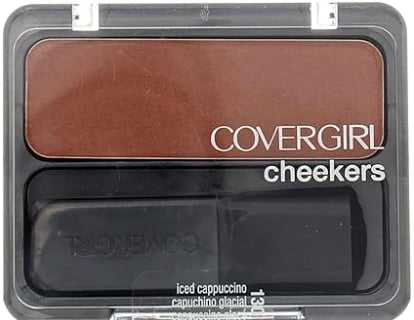 COVERGIRL
cheekers
COVERGIRL
iced cappuccino
capuchino glacial
130